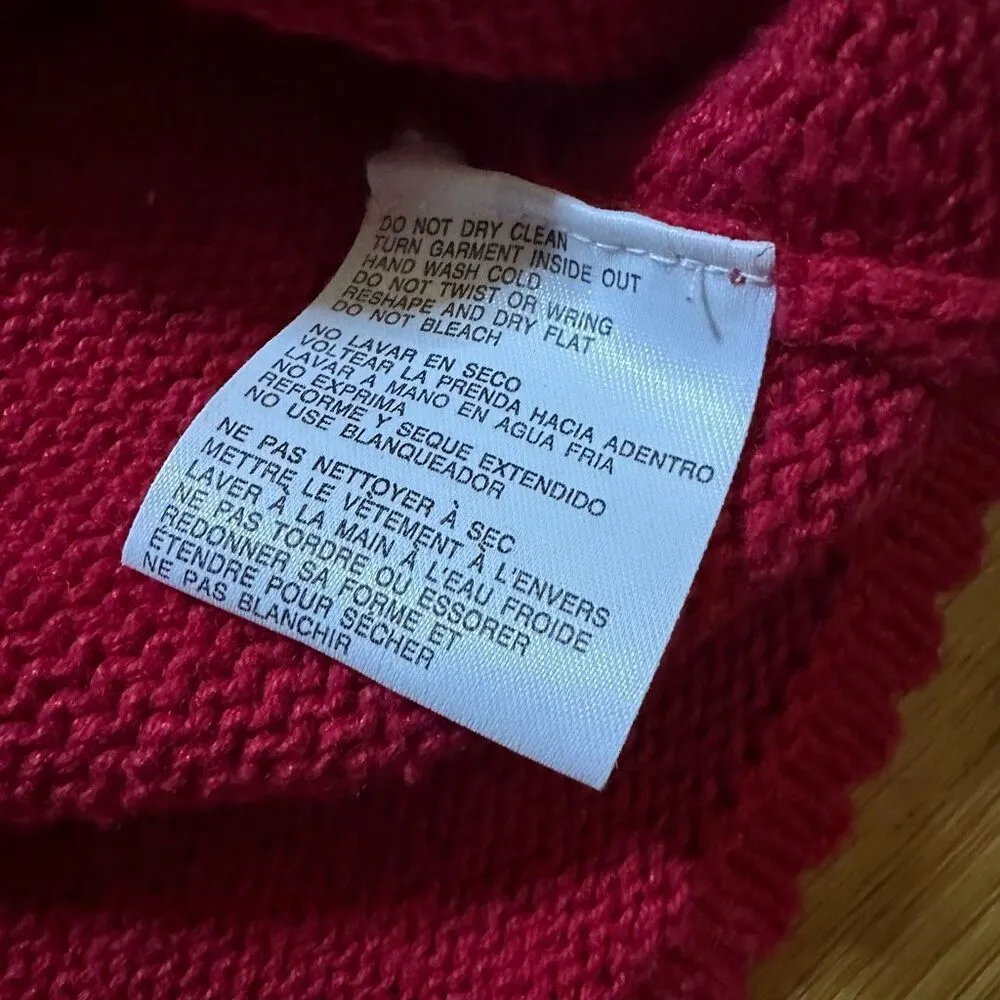 DO NOT DRY CLEAN
TURN GARMENT INSIDE OUT
HAND WASH COLD
DO NOT TWIST OR WRING
RESHAPE AND DRY FLAT
DO NOT BLEACH
NO LAVAR EN SECO
VOLTEAR LA PRENDA HACIA ADENTRO
LAVAR A MANO EN AGUA FRIA
NO EXPRIMA
REFORME Y SEQUE EXTENDIDO
NO USE BLANQUEADOR
NE PAS NETTOYER À SEC
METTRE LE VÊTEMENT À L'ENVERS
LAVER À LA MAIN À L'EAU FROIDE
NE PAS TORDRE OU ESSORER
REDONNER SA FORME ET
ÉTENDRE POUR SÉCHER
NE PAS BLANCHIR